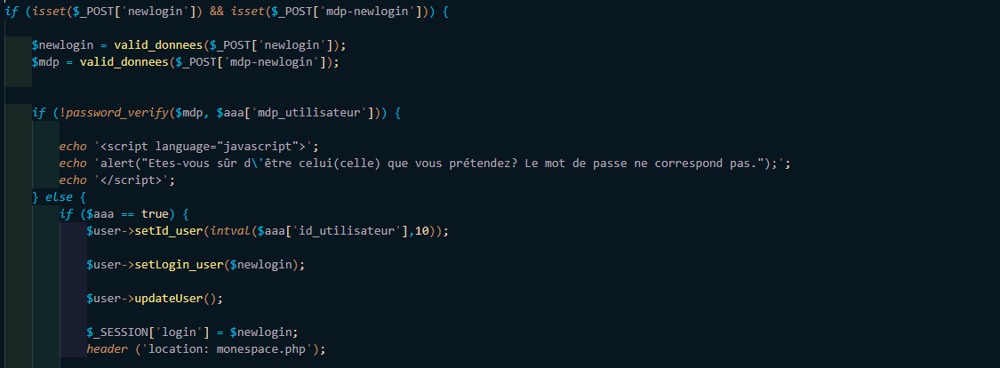 if (isset($_POST['newlogin']) && isset($_POST['mdp-newlogin'])) {
$newlogin = valid_donnees($_POST['newlogin']);
$mdp = valid_donnees($_POST['mdp-newlogin']);
if (!password_verify($mdp, $aaa['mdp_utilisateur'])) {
echo '<script language="javascript">';
echo 'alert("Etes-vous sûr d\'être celui(celle) que vous prétendez? Le mot de passe ne correspond pas.");';
echo '</script>';
} else {
if ($aaa == true) {
$user->setId_user(intval($aaa['id_utilisateur'],10));
$user->setLogin_user($newlogin);
$user->updateUser();
$_SESSION['login'] = $newlogin;
header ('location: monespace.php');